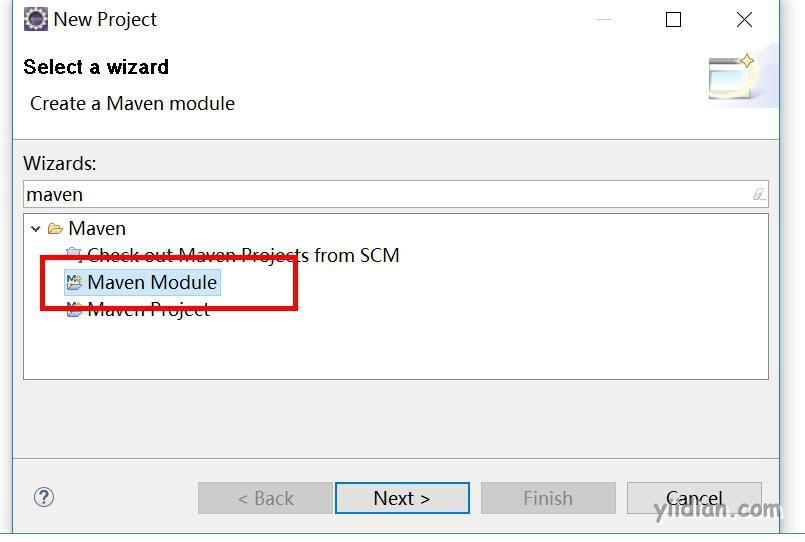 New Project
Select a wizard
Create a Maven module
Wizards:
maven
Maven
Check out Maven Projects from SCM
Maven Module
Maven Project
< Back
Next >
Finish
Cancel
yiidian.com